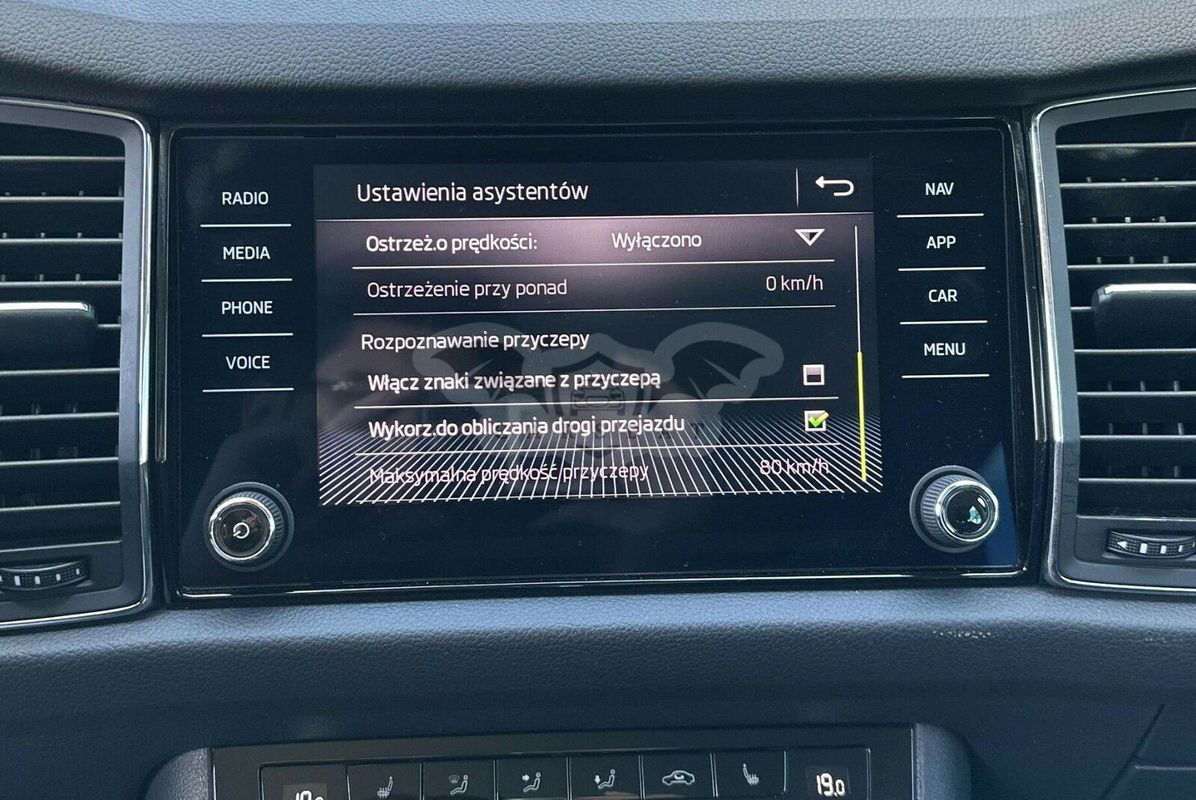 RADIO
MEDIA
PHONE
VOICE
Ustawienia asystentów
Ostrzeż.o prędkości: Wyłączono
Ostrzeżenie przy ponad 0 km/h
Rozpoznawanie przyczepy
Włącz znaki związane z przyczepą
Wykorz.do obliczania drogi przejazdu
Maksymalna prędkość przyczepy 80 km/h
NAV
APP
CAR
MENU
19.0